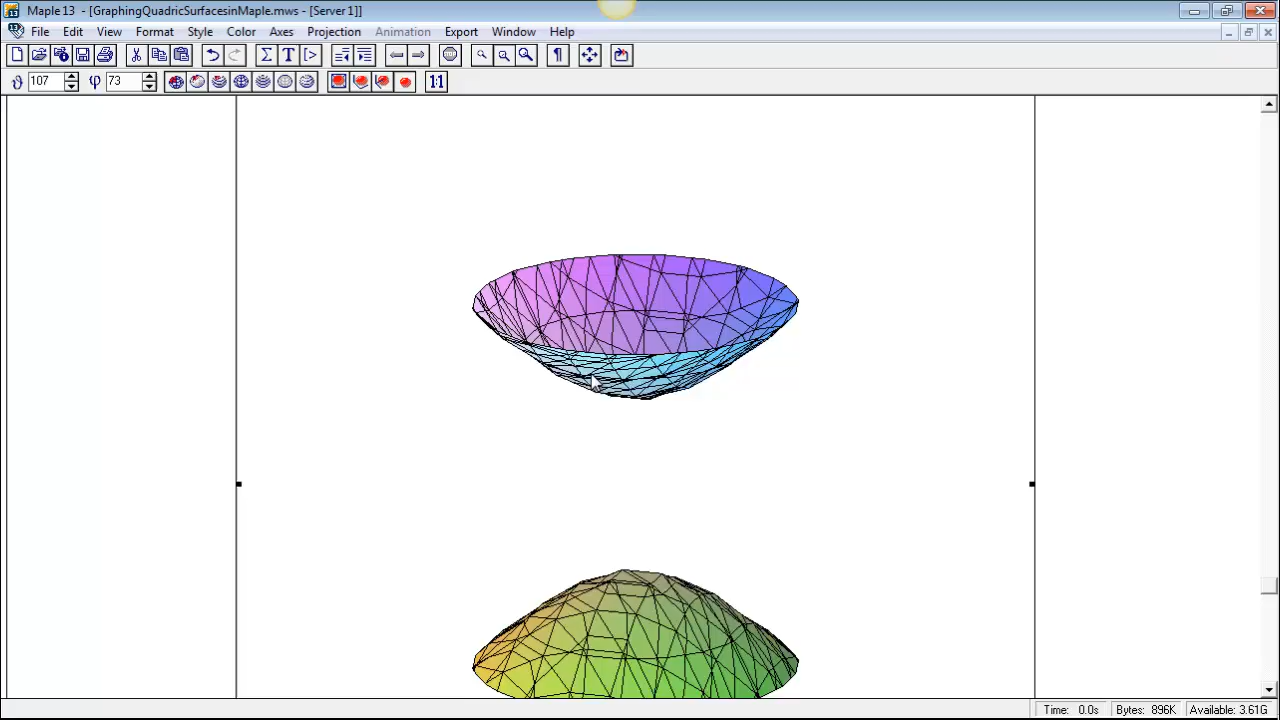 Maple 13 - [GraphingQuadricSurfacesinMaple.mws - [Server 1]]
File Edit View Format Style Color Axes Projection Animation Export Window Help
ϑ 107 φ 73 1:1
Time: 0.0s Bytes: 896K Available: 3.61G